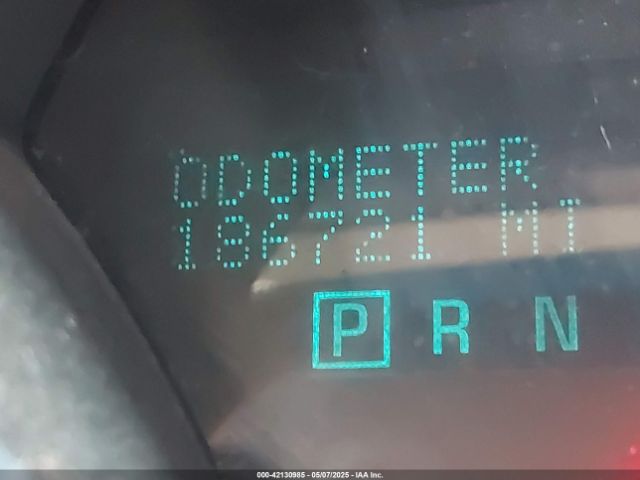 ODOMETER
186721 MI
P R N
000-42130985 - 05/07/2025 - IAA Inc.